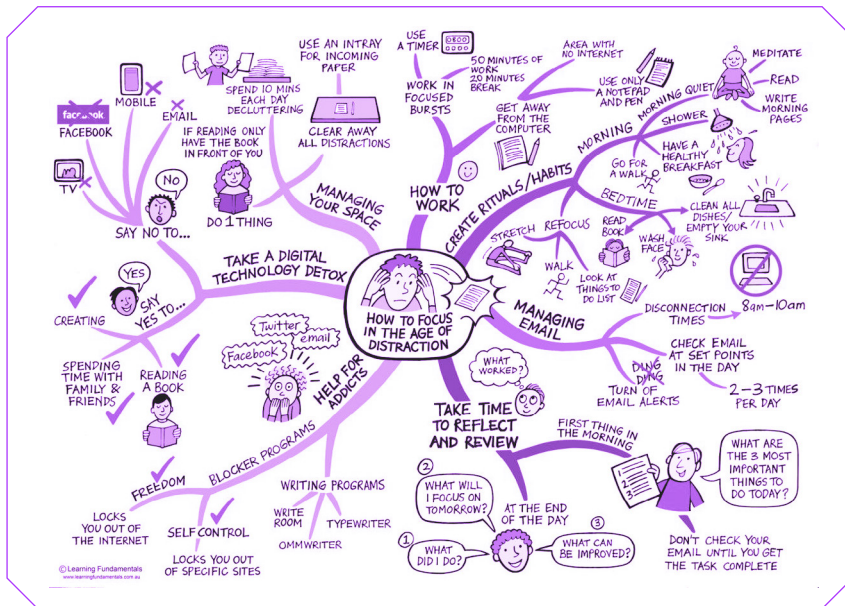 HOW TO FOCUS
IN THE AGE OF
DISTRACTION
HOW TO
WORK
WORK IN
FOCUSED
BURSTS
USE
A TIMER
50 MINUTES OF
WORK
20 MINUTES
BREAK
GET AWAY
FROM THE
COMPUTER
AREA WITH
NO INTERNET
USE ONLY
A NOTEPAD
AND PEN
CREATE RITUALS/HABITS
MORNING
MORNING QUIET
MEDITATE
READ
WRITE
MORNING
PAGES
SHOWER
HAVE A
HEALTHY
BREAKFAST
GO FOR
A WALK
BEDTIME
CLEAN ALL
DISHES/
EMPTY YOUR
SINK
READ
BOOK
WASH
FACE
REFOCUS
STRETCH
WALK
LOOK AT
THINGS TO
DO LIST
MANAGING
EMAIL
DISCONNECTION
TIMES
8am-10am
CHECK EMAIL
AT SET POINTS
IN THE DAY
2-3 TIMES
PER DAY
DING
DING
TURN OF
EMAIL ALERTS
TAKE TIME
TO REFLECT
AND REVIEW
WHAT
WORKED?
FIRST THING IN
THE MORNING
1
2
3
WHAT ARE
THE 3 MOST
IMPORTANT
THINGS TO
DO TODAY?
DON'T CHECK YOUR
EMAIL UNTIL YOU GET
THE TASK COMPLETE
AT THE END
OF THE DAY
1
WHAT
DID I DO?
2
WHAT WILL
I FOCUS ON
TOMORROW?
3
WHAT CAN
BE IMPROVED?
HELP FOR
ADDICTS
Twitter
email
Facebook
BLOCKER PROGRAMS
FREEDOM
LOCKS
YOU OUT OF
THE INTERNET
SELF CONTROL
LOCKS YOU OUT
OF SPECIFIC SITES
WRITING PROGRAMS
WRITE
ROOM
OMMWRITER
TYPEWRITER
TAKE A DIGITAL
TECHNOLOGY DETOX
SAY NO TO...
NO
TV
facebook
FACEBOOK
MOBILE
EMAIL
SAY
YES TO...
YES
CREATING
SPENDING
TIME WITH
FAMILY &
FRIENDS
READING
A BOOK
MANAGING
YOUR SPACE
SPEND 10 MINS
EACH DAY
DECLUTTERING
USE AN INTRAY
FOR INCOMING
PAPER
CLEAR AWAY
ALL DISTRACTIONS
IF READING ONLY
HAVE THE BOOK
IN FRONT OF YOU
DO 1 THING
© Learning Fundamentals
www.learningfundamentals.com.au